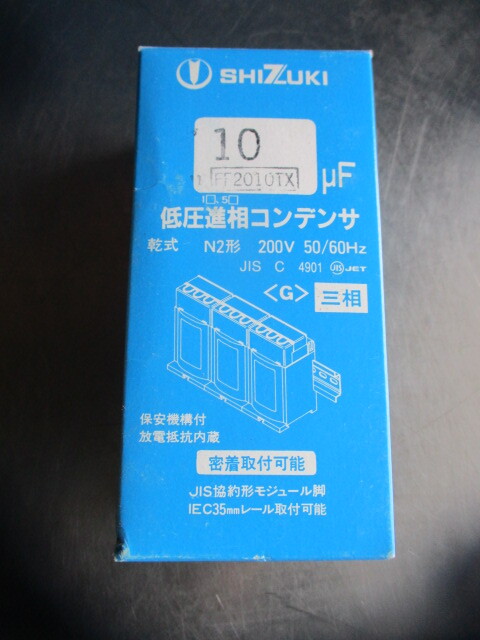 SHIZUKI
10
FF2010TX
μF
低圧進相コンデンサ
乾式 N2形 200V 50/60Hz
JIS C 4901 JIS JET
<G> 三相
保安機構付
放電抵抗内蔵
密着取付可能
JIS協約形モジュール脚
IEC35mmレール取付可能